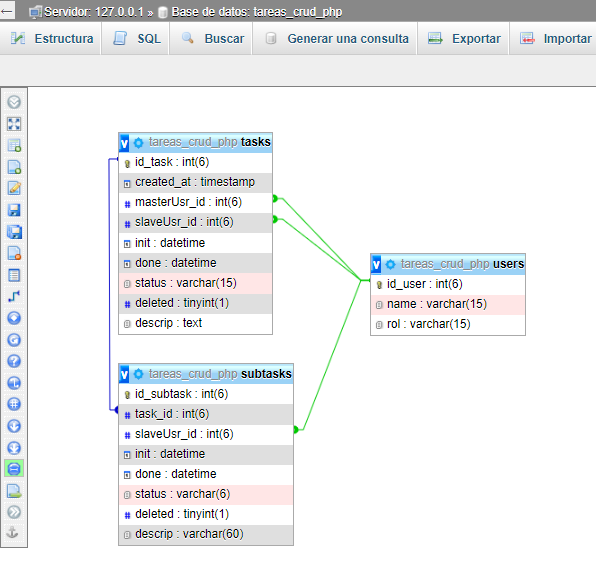 Servidor: 127.0.0.1 » Base de datos: tareas_crud_php
Estructura SQL Buscar Generar una consulta Exportar Importar
v tareas_crud_php tasks
id_task : int(6)
created_at : timestamp
masterUsr_id : int(6)
slaveUsr_id : int(6)
init : datetime
done : datetime
status : varchar(15)
deleted : tinyint(1)
descrip : text
v tareas_crud_php users
id_user : int(6)
name : varchar(15)
rol : varchar(15)
v tareas_crud_php subtasks
id_subtask : int(6)
task_id : int(6)
slaveUsr_id : int(6)
init : datetime
done : datetime
status : varchar(6)
deleted : tinyint(1)
descrip : varchar(60)